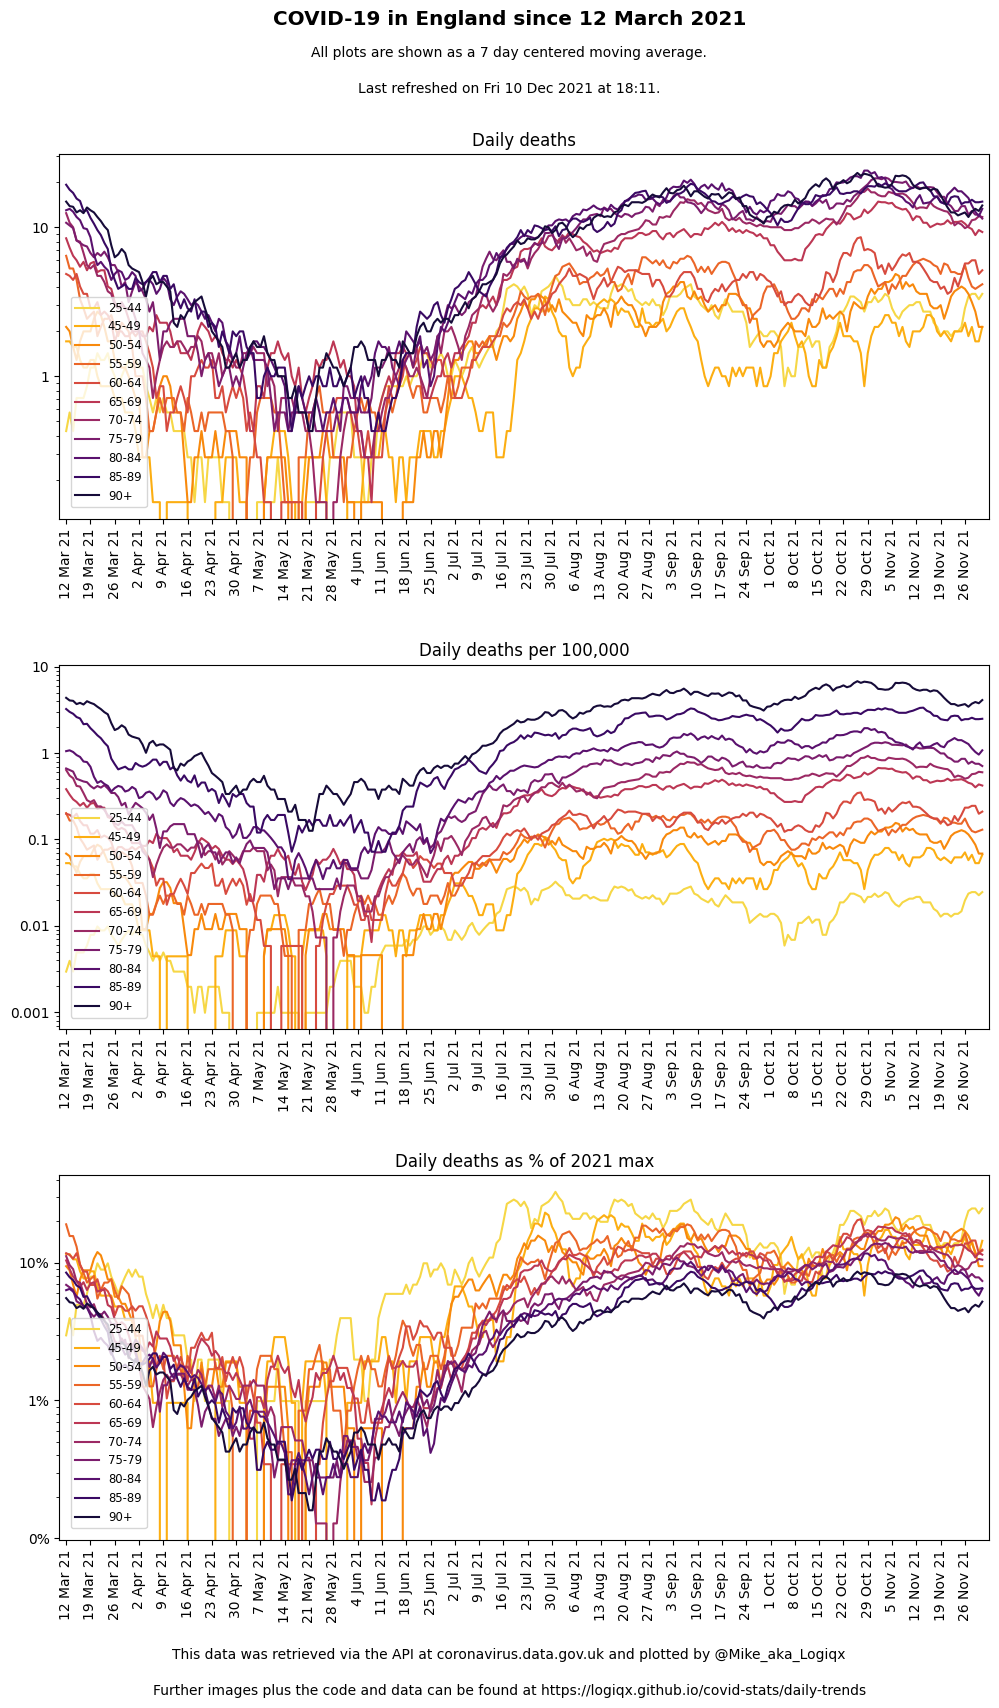 COVID-19 in England since 12 March 2021
All plots are shown as a 7 day centered moving average.
Last refreshed on Fri 10 Dec 2021 at 18:11.
Daily deaths
10
1
25-44
45-49
50-54
55-59
60-64
65-69
70-74
75-79
80-84
85-89
90+
12 Mar 21
19 Mar 21
26 Mar 21
2 Apr 21
9 Apr 21
16 Apr 21
23 Apr 21
30 Apr 21
7 May 21
14 May 21
21 May 21
28 May 21
4 Jun 21
11 Jun 21
18 Jun 21
25 Jun 21
2 Jul 21
9 Jul 21
16 Jul 21
23 Jul 21
30 Jul 21
6 Aug 21
13 Aug 21
20 Aug 21
27 Aug 21
3 Sep 21
10 Sep 21
17 Sep 21
24 Sep 21
1 Oct 21
8 Oct 21
15 Oct 21
22 Oct 21
29 Oct 21
5 Nov 21
12 Nov 21
19 Nov 21
26 Nov 21
Daily deaths per 100,000
10
1
0.1
0.01
0.001
25-44
45-49
50-54
55-59
60-64
65-69
70-74
75-79
80-84
85-89
90+
12 Mar 21
19 Mar 21
26 Mar 21
2 Apr 21
9 Apr 21
16 Apr 21
23 Apr 21
30 Apr 21
7 May 21
14 May 21
21 May 21
28 May 21
4 Jun 21
11 Jun 21
18 Jun 21
25 Jun 21
2 Jul 21
9 Jul 21
16 Jul 21
23 Jul 21
30 Jul 21
6 Aug 21
13 Aug 21
20 Aug 21
27 Aug 21
3 Sep 21
10 Sep 21
17 Sep 21
24 Sep 21
1 Oct 21
8 Oct 21
15 Oct 21
22 Oct 21
29 Oct 21
5 Nov 21
12 Nov 21
19 Nov 21
26 Nov 21
Daily deaths as % of 2021 max
10%
1%
0%
25-44
45-49
50-54
55-59
60-64
65-69
70-74
75-79
80-84
85-89
90+
12 Mar 21
19 Mar 21
26 Mar 21
2 Apr 21
9 Apr 21
16 Apr 21
23 Apr 21
30 Apr 21
7 May 21
14 May 21
21 May 21
28 May 21
4 Jun 21
11 Jun 21
18 Jun 21
25 Jun 21
2 Jul 21
9 Jul 21
16 Jul 21
23 Jul 21
30 Jul 21
6 Aug 21
13 Aug 21
20 Aug 21
27 Aug 21
3 Sep 21
10 Sep 21
17 Sep 21
24 Sep 21
1 Oct 21
8 Oct 21
15 Oct 21
22 Oct 21
29 Oct 21
5 Nov 21
12 Nov 21
19 Nov 21
26 Nov 21
This data was retrieved via the API at coronavirus.data.gov.uk and plotted by @Mike_aka_Logiqx
Further images plus the code and data can be found at https://logiqx.github.io/covid-stats/daily-trends